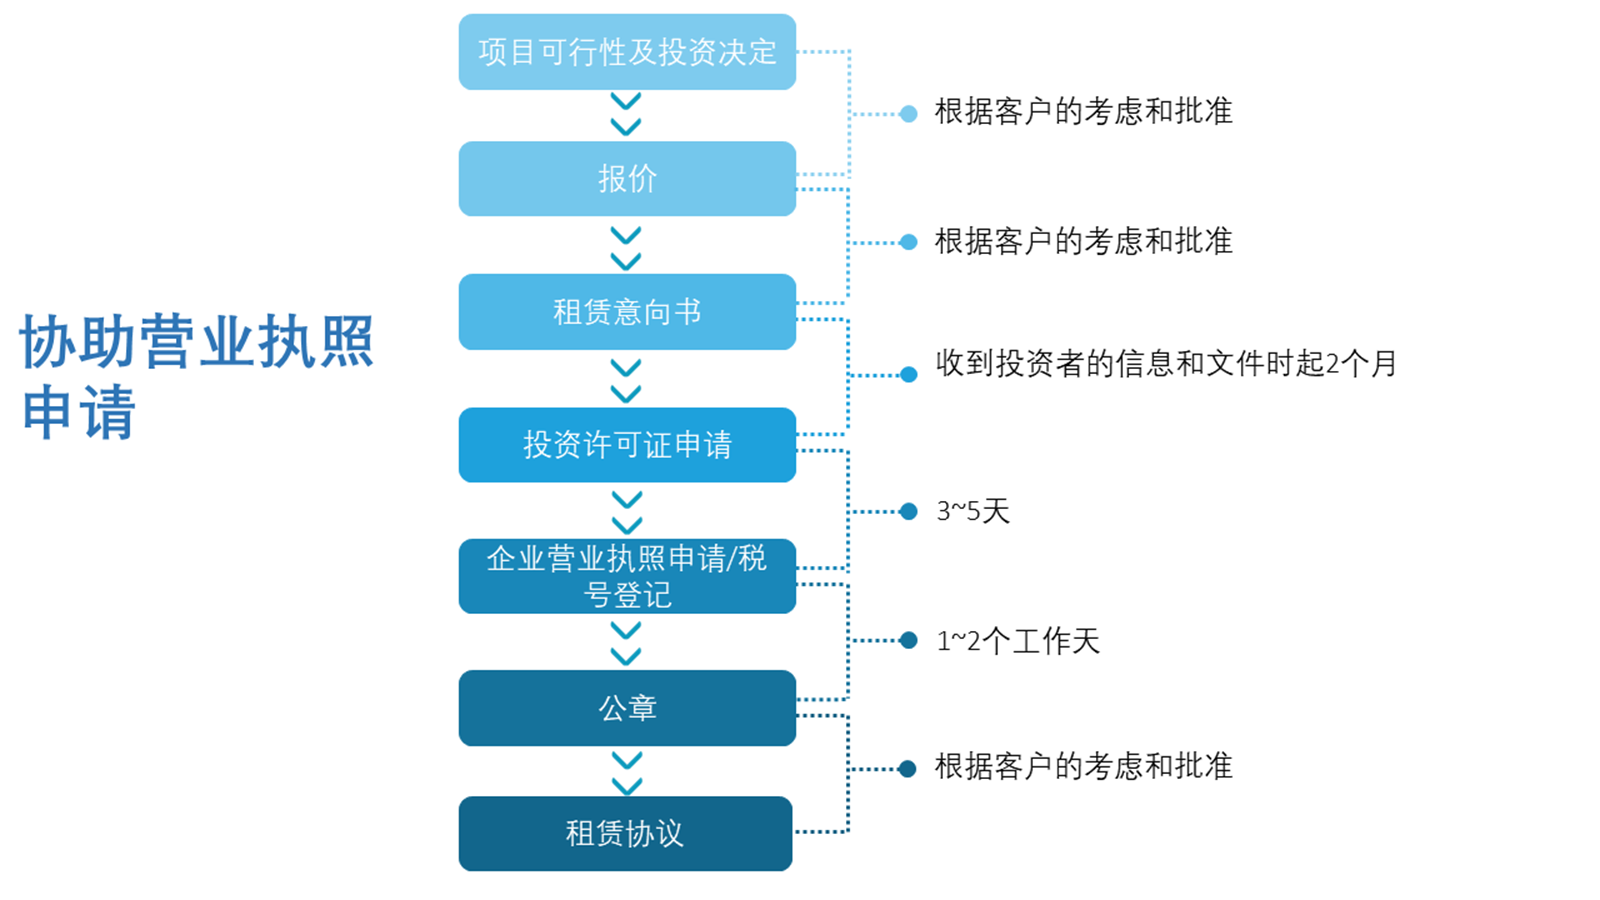 协助营业执照
申请
项目可行性及投资决定
根据客户的考虑和批准
报价
根据客户的考虑和批准
租赁意向书
收到投资者的信息和文件时起2个月
投资许可证申请
3~5天
企业营业执照申请/税
号登记
1~2个工作天
公章
根据客户的考虑和批准
租赁协议